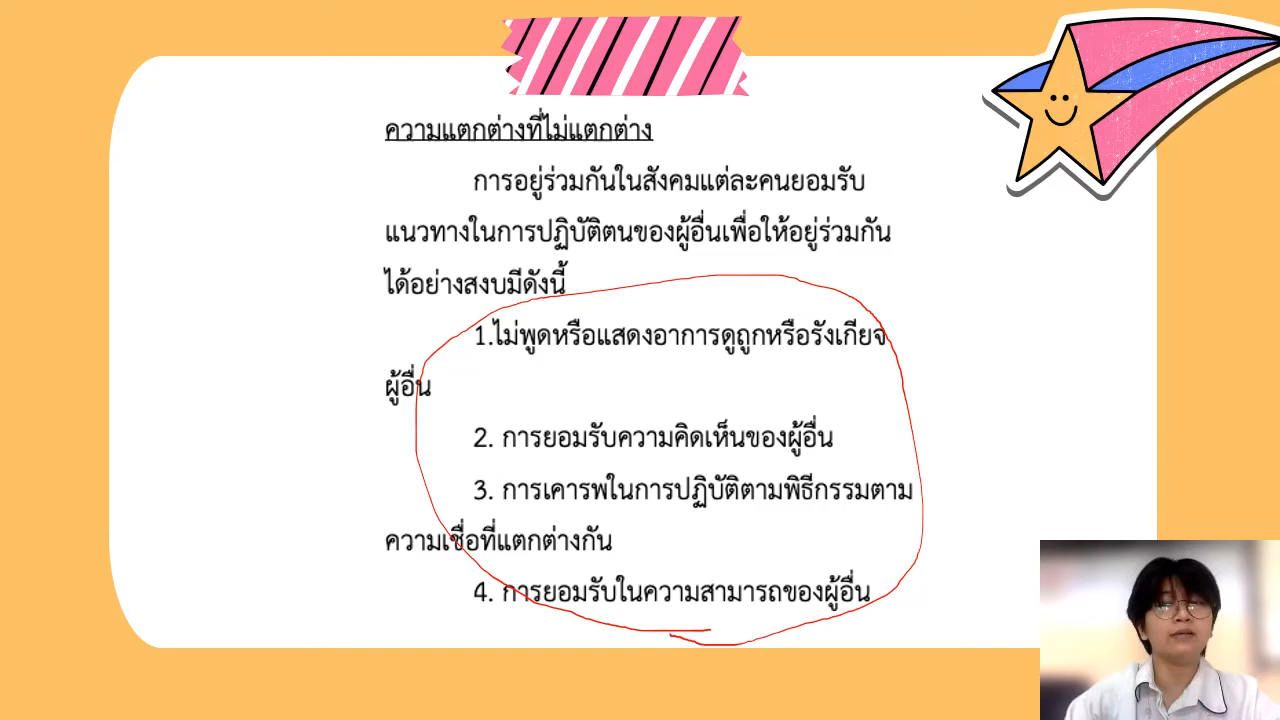 ความแตกต่างที่ไม่แตกต่าง
การอยู่ร่วมกันในสังคมแต่ละคนยอมรับ
แนวทางในการปฏิบัติตนของผู้อื่นเพื่อให้อยู่ร่วมกัน
ได้อย่างสงบมีดังนี้
1.ไม่พูดหรือแสดงอาการดูถูกหรือรังเกียจ
ผู้อื่น
2. การยอมรับความคิดเห็นของผู้อื่น
3. การเคารพในการปฏิบัติตามพิธีกรรมตาม
ความเชื่อที่แตกต่างกัน
4. การยอมรับในความสามารถของผู้อื่น